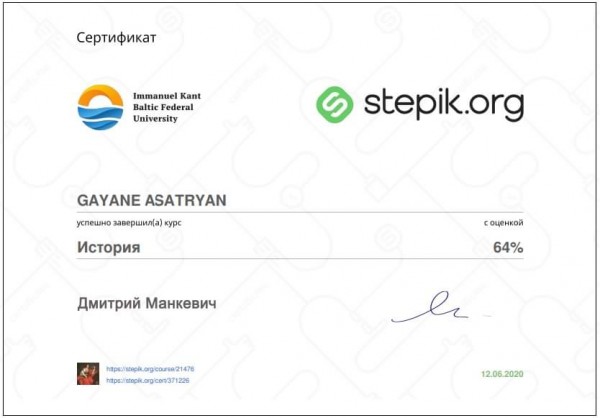 Сертификат
Immanuel Kant
Baltic Federal
University
stepik.org
GAYANE ASATRYAN
успешно завершил(а) курс
с оценкой
История
64%
Дмитрий Манкевич
https://stepik.org/course/21476
https://stepik.org/cert/371226
12.06.2020